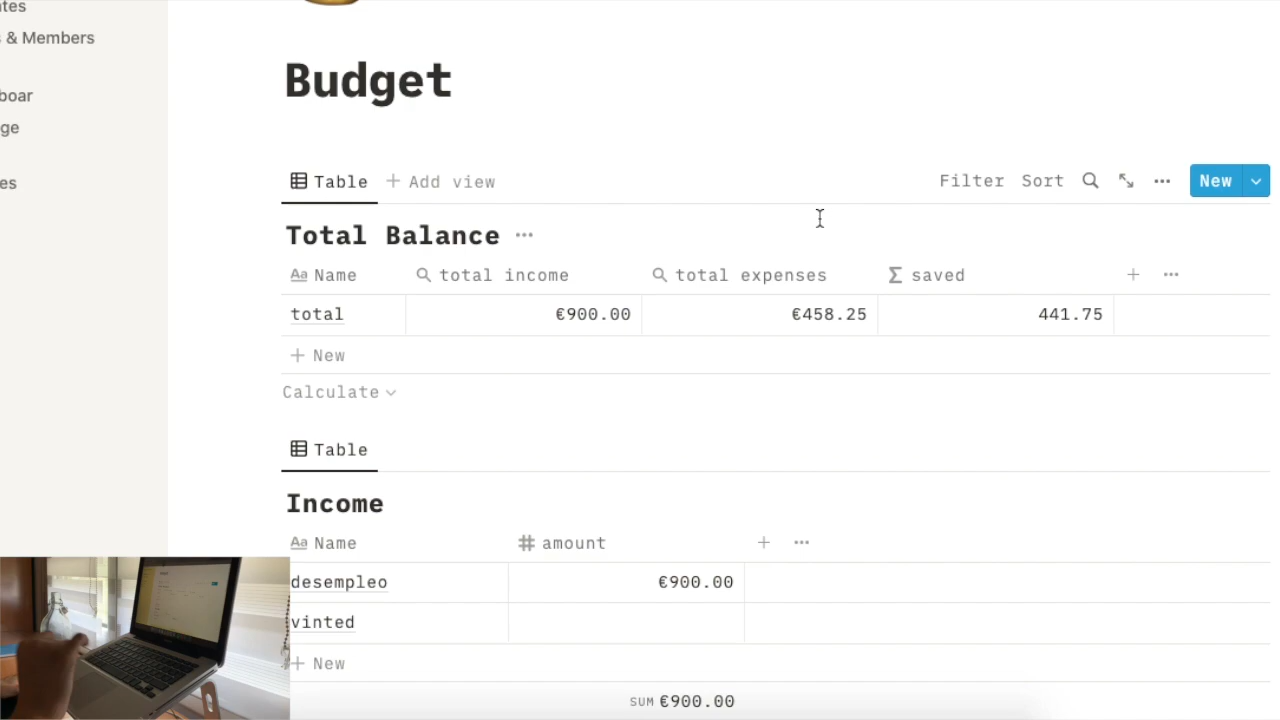 ates
s & Members
boar
ge
es
Budget
Table
Add view
Filter Sort
New
Total Balance
Aa Name
total income
total expenses
Σ saved
total
€900.00
€458.25
441.75
+ New
Calculate
Table
Income
Aa Name
# amount
desempleo
€900.00
vinted
+ New
SUM €900.00